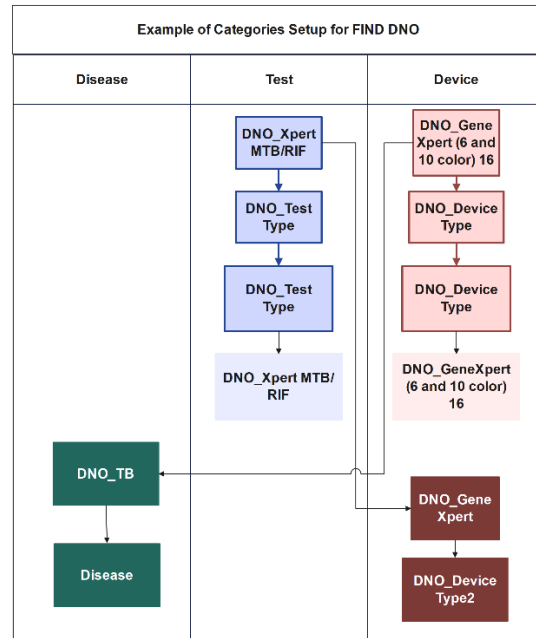 Example of Categories Setup for FIND DNO
Disease
Test
Device
DNO_Xpert
MTB/RIF
DNO_Gene
Xpert (6 and
10 color) 16
DNO_Test
Type
DNO_Device
Type
DNO_Test
Type
DNO_Device
Type
DNO_Xpert MTB/
RIF
DNO_GeneXpert
(6 and 10 color)
16
DNO_TB
DNO_Gene
Xpert
Disease
DNO_Device
Type2